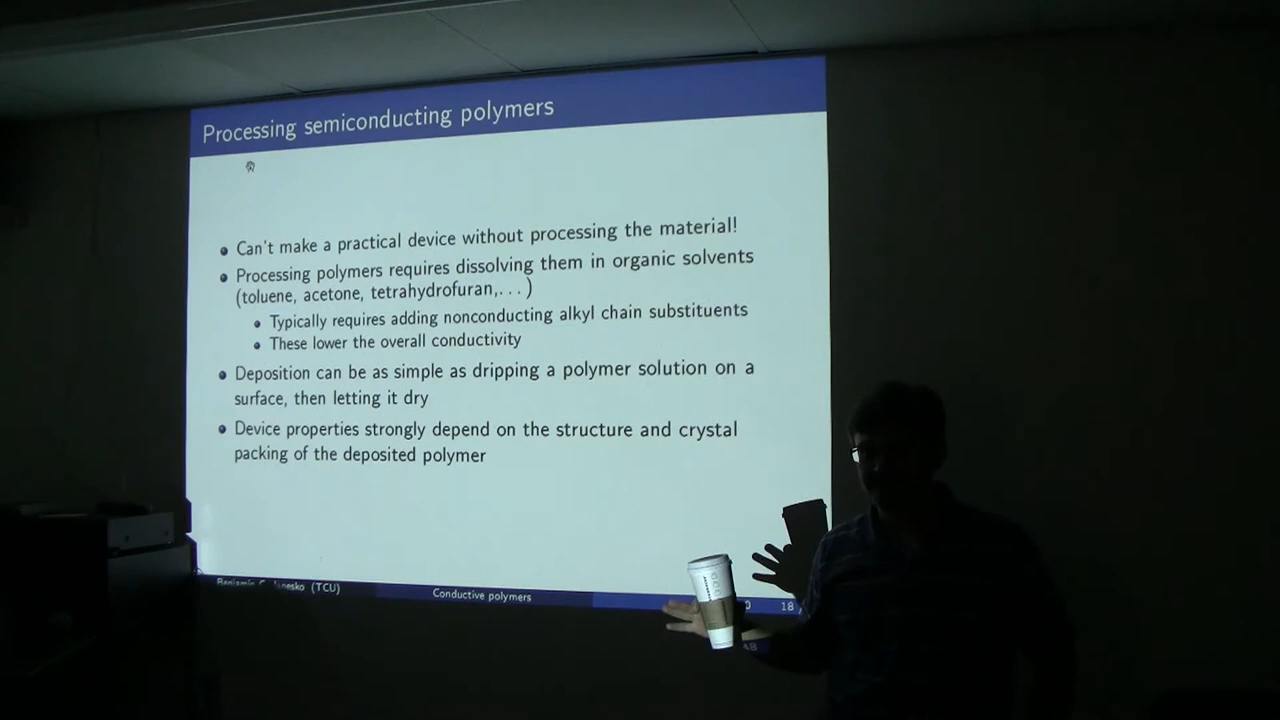 Processing semiconducting polymers
Can't make a practical device without processing the material!
Processing polymers requires dissolving them in organic solvents
(toluene, acetone, tetrahydrofuran,...)
Typically requires adding nonconducting alkyl chain substituents
These lower the overall conductivity
Deposition can be as simple as dripping a polymer solution on a
surface, then letting it dry
Device properties strongly depend on the structure and crystal
packing of the deposited polymer
(TCU)
Conductive polymers
18 /
48